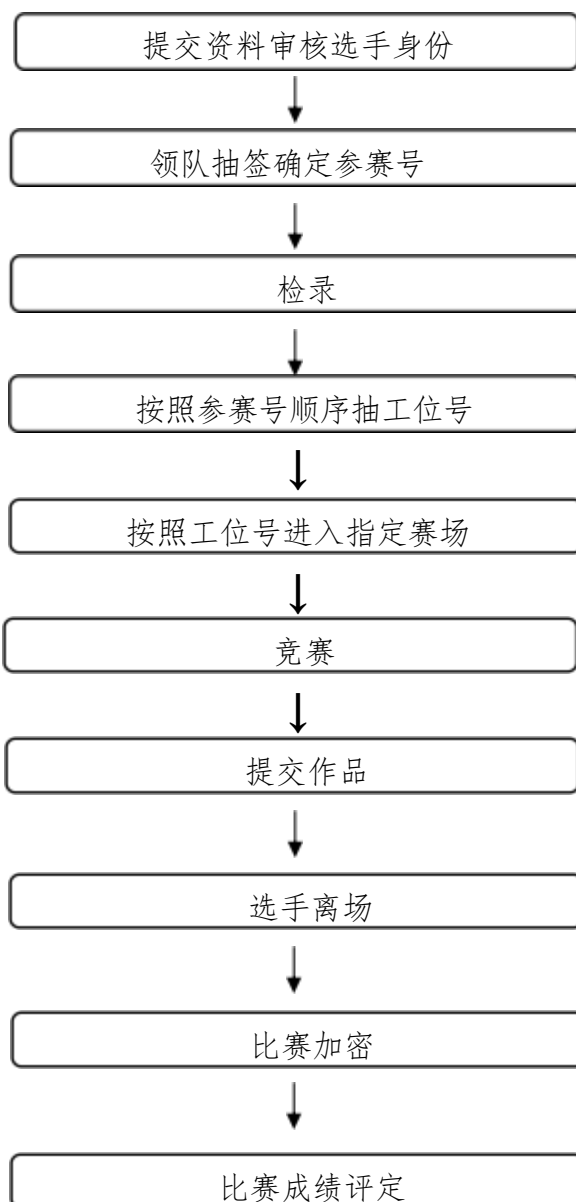 提交资料审核选手身份
领队抽签确定参赛号
检录
按照参赛号顺序抽工位号
按照工位号进入指定赛场
竞赛
提交作品
选手离场
比赛加密
比赛成绩评定